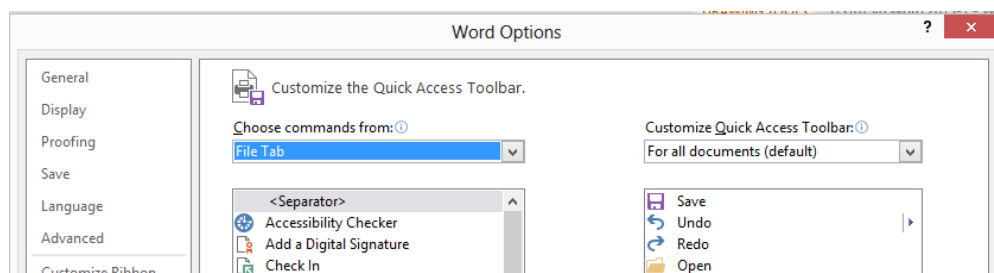 Word Options
?
General
Display
Proofing
Save
Language
Advanced
Customize Ribbon
Customize the Quick Access Toolbar.
Choose commands from:
File Tab
<Separator>
Accessibility Checker
Add a Digital Signature
Check In
Customize Quick Access Toolbar:
For all documents (default)
Save
Undo
Redo
Open